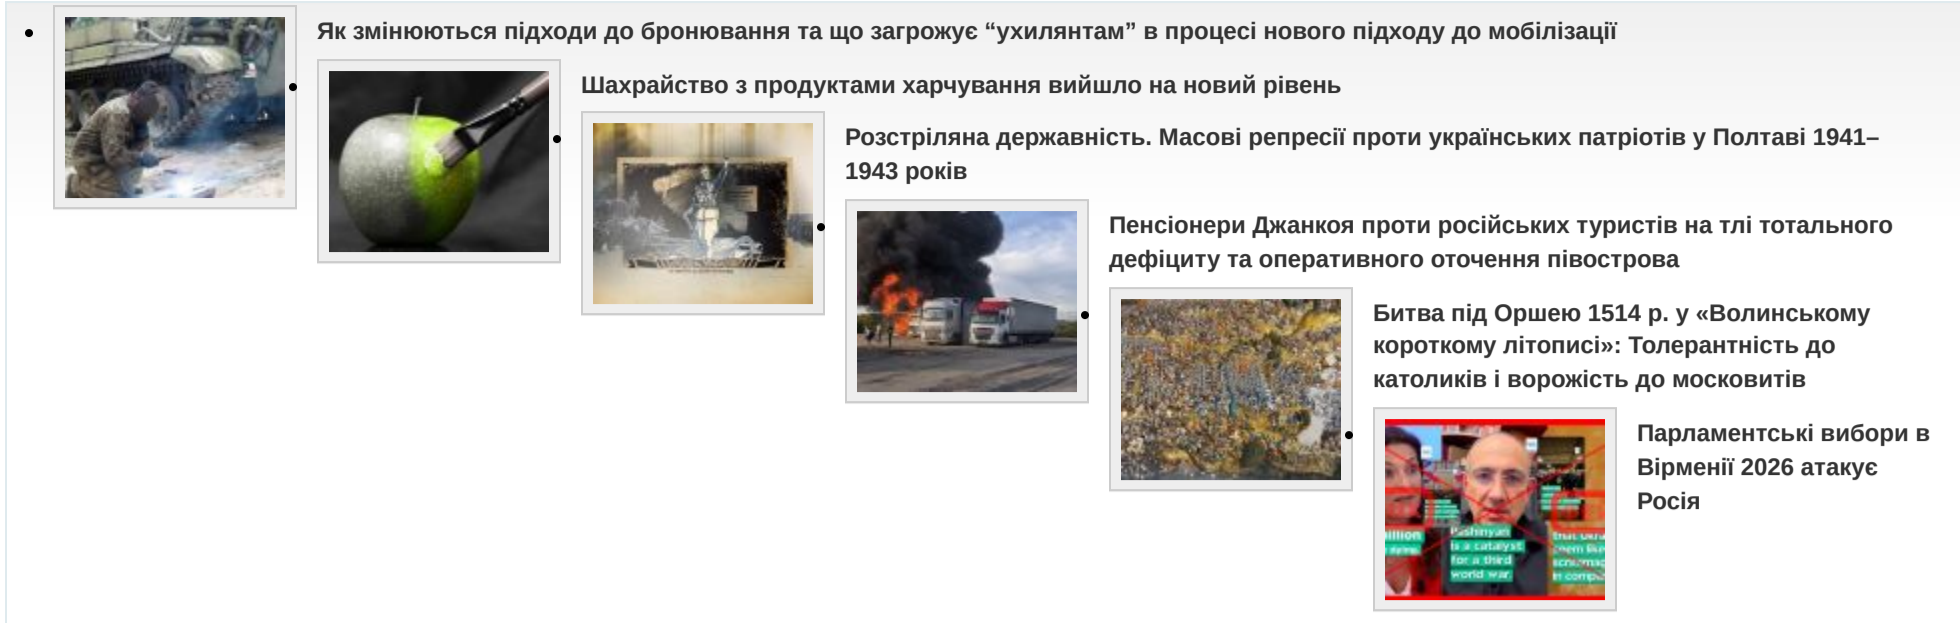 Як змінюються підходи до бронювання та що загрожує “ухилянтам” в процесі нового підходу до мобілізації
Шахрайство з продуктами харчування вийшло на новий рівень
Розстріляна державність. Масові репресії проти українських патріотів у Полтаві 1941–
1943 років
Пенсіонери Джанкоя проти російських туристів на тлі тотального
дефіциту та оперативного оточення півострова
Битва під Оршею 1514 р. у «Волинському
короткому літописі»: Толерантність до
католиків і ворожість до московитів
Парламентські вибори в
Вірменії 2026 атакує
Росія
Pashinyan
is a catalyst
for a third
world war.